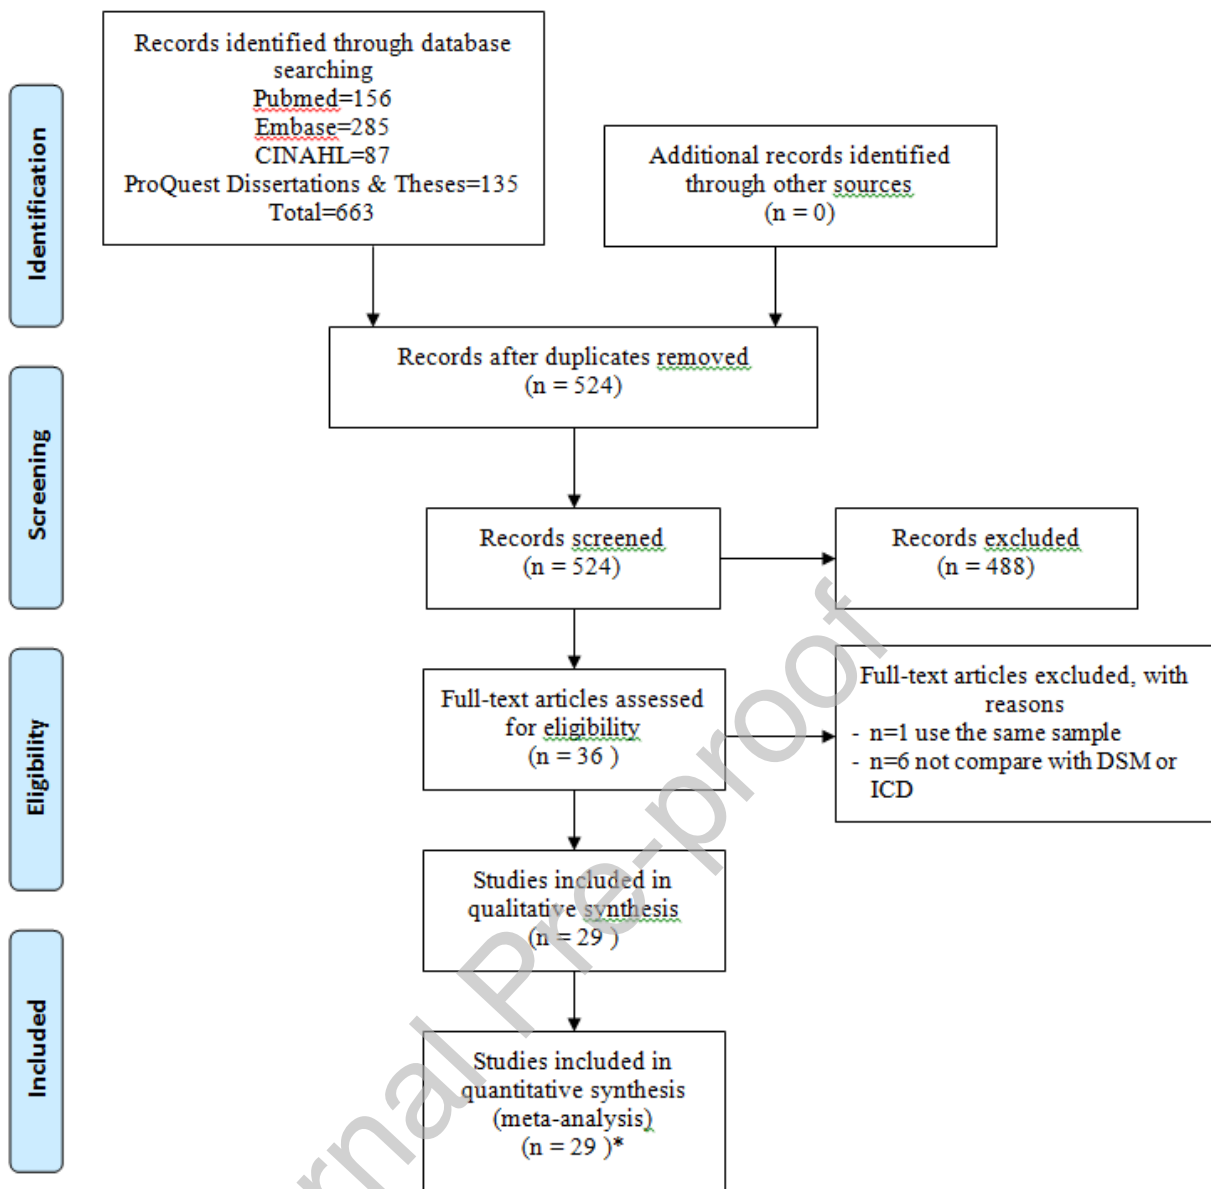 Records identified through database
searching
Pubmed=156
Embase=285
CINAHL=87
ProQuest Dissertations & Theses=135
Total=663
Additional records identified
through other sources
(n = 0)
Identification
Records after duplicates removed
(n = 524)
Screening
Records screened
(n = 524)
Records excluded
(n = 488)
Eligibility
Full-text articles assessed
for eligibility
(n = 36 )
Full-text articles excluded, with
reasons
- n=1 use the same sample
- n=6 not compare with DSM or
ICD
Studies included in
qualitative synthesis
(n = 29 )
Included
Studies included in
quantitative synthesis
(meta-analysis)
(n = 29 )*
rnal Pre-proof